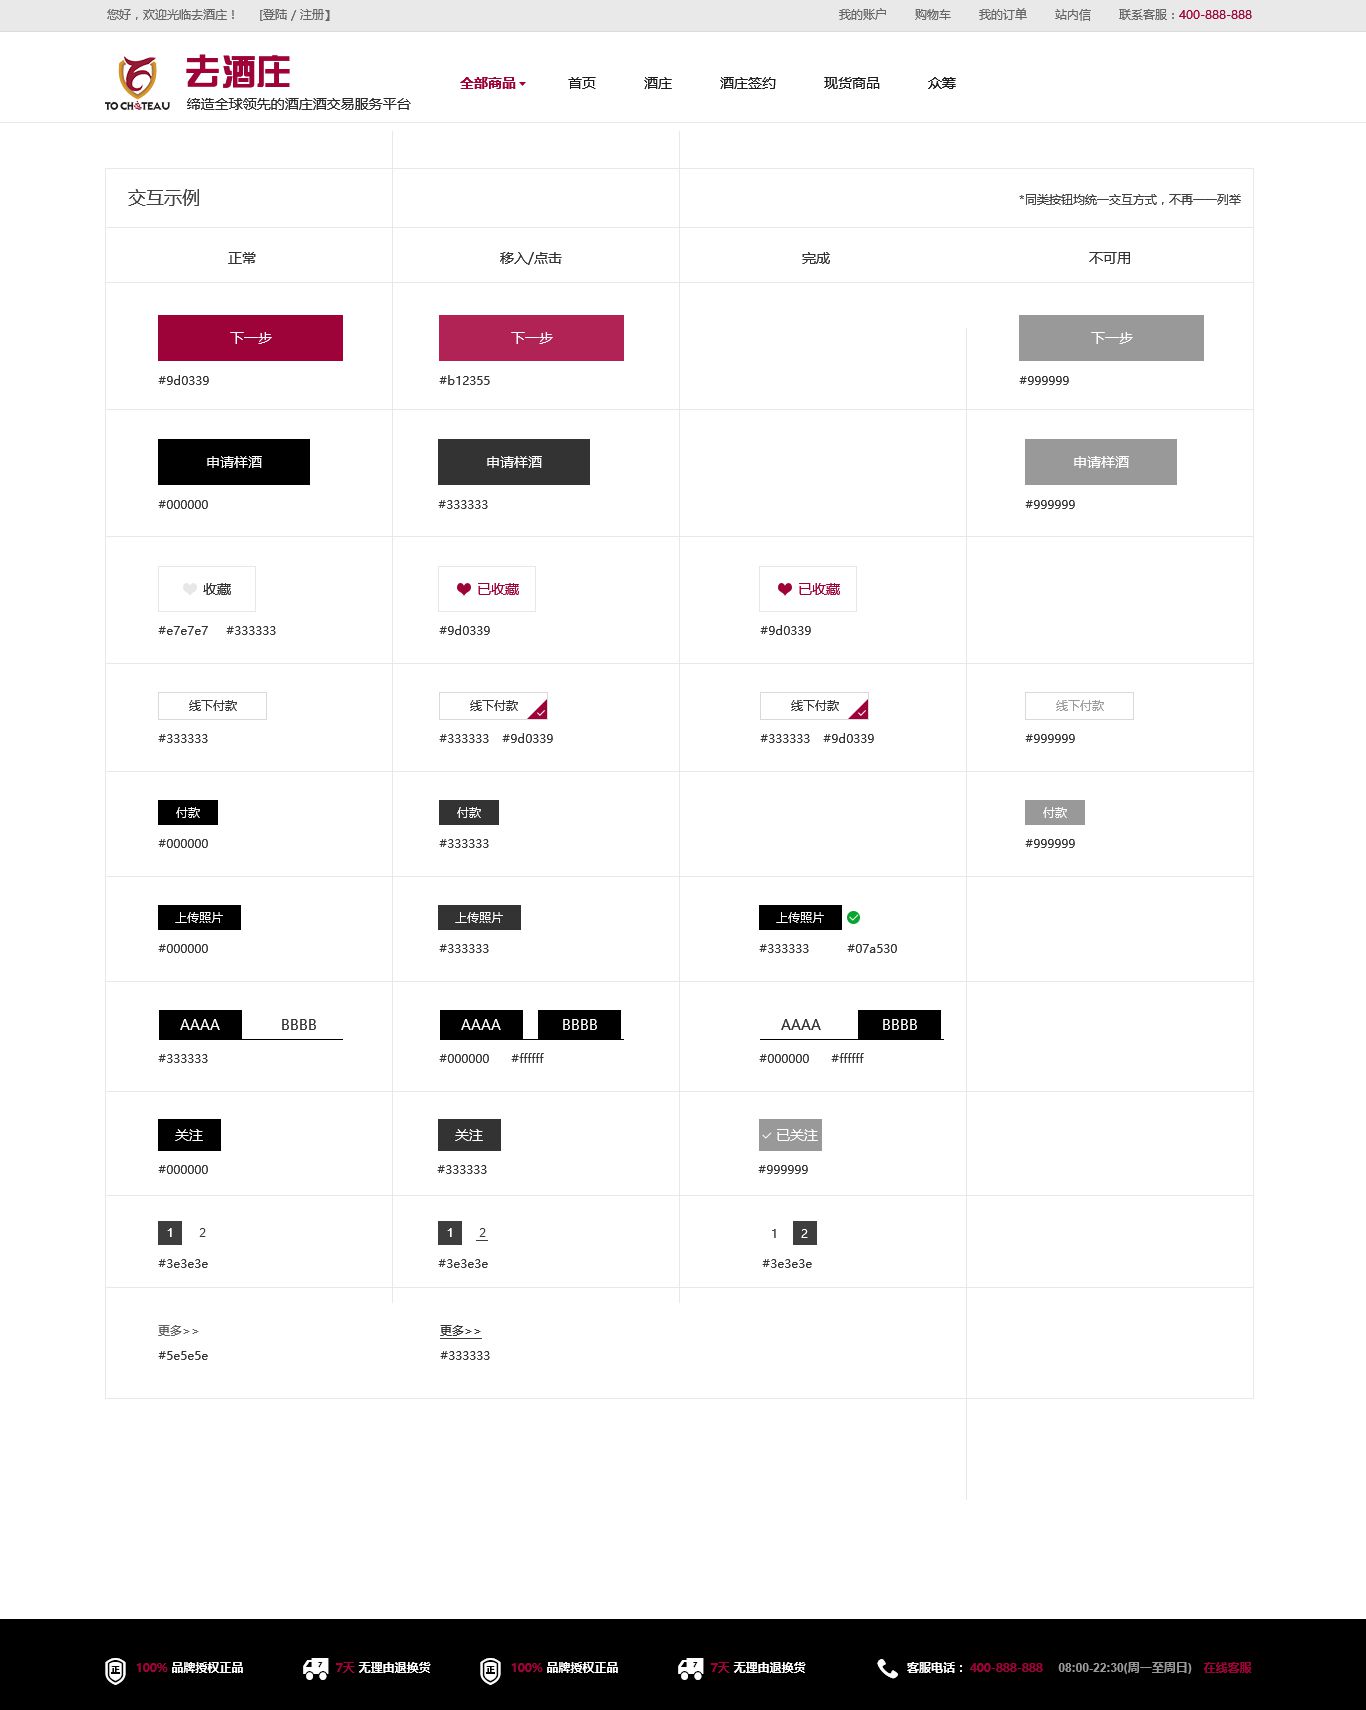 您好，欢迎光临去酒庄！ [登陆 / 注册】 我的账户 购物车 我的订单 站内信 联系客服：400-888-888
TO CHATEAU 去酒庄 全部商品 首页 酒庄 酒庄签约 现货商品 众筹
缔造全球领先的酒庄酒交易服务平台
交互示例 *同类按钮均统一交互方式，不再一一列举
正常 移入/点击 完成 不可用
下一步 下一步 下一步
#9d0339 #b12355 #999999
申请样酒 申请样酒 申请样酒
#000000 #333333 #999999
收藏 已收藏 已收藏
#e7e7e7 #333333 #9d0339 #9d0339
线下付款 线下付款 线下付款 线下付款
#333333 #333333 #9d0339 #333333 #9d0339 #999999
付款 付款 付款
#000000 #333333 #999999
上传照片 上传照片 上传照片
#000000 #333333 #333333 #07a530
AAAA BBBB AAAA BBBB AAAA BBBB
#333333 #000000 #ffffff #000000 #ffffff
关注 关注 已关注
#000000 #333333 #999999
1 2 1 2 1 2
#3e3e3e #3e3e3e #3e3e3e
更多>> 更多>>
#5e5e5e #333333
正 100% 品牌授权正品 7 7天 无理由退换货 正 100% 品牌授权正品 7 7天 无理由退换货 客服电话： 400-888-888 08:00-22:30(周一至周日) 在线客服